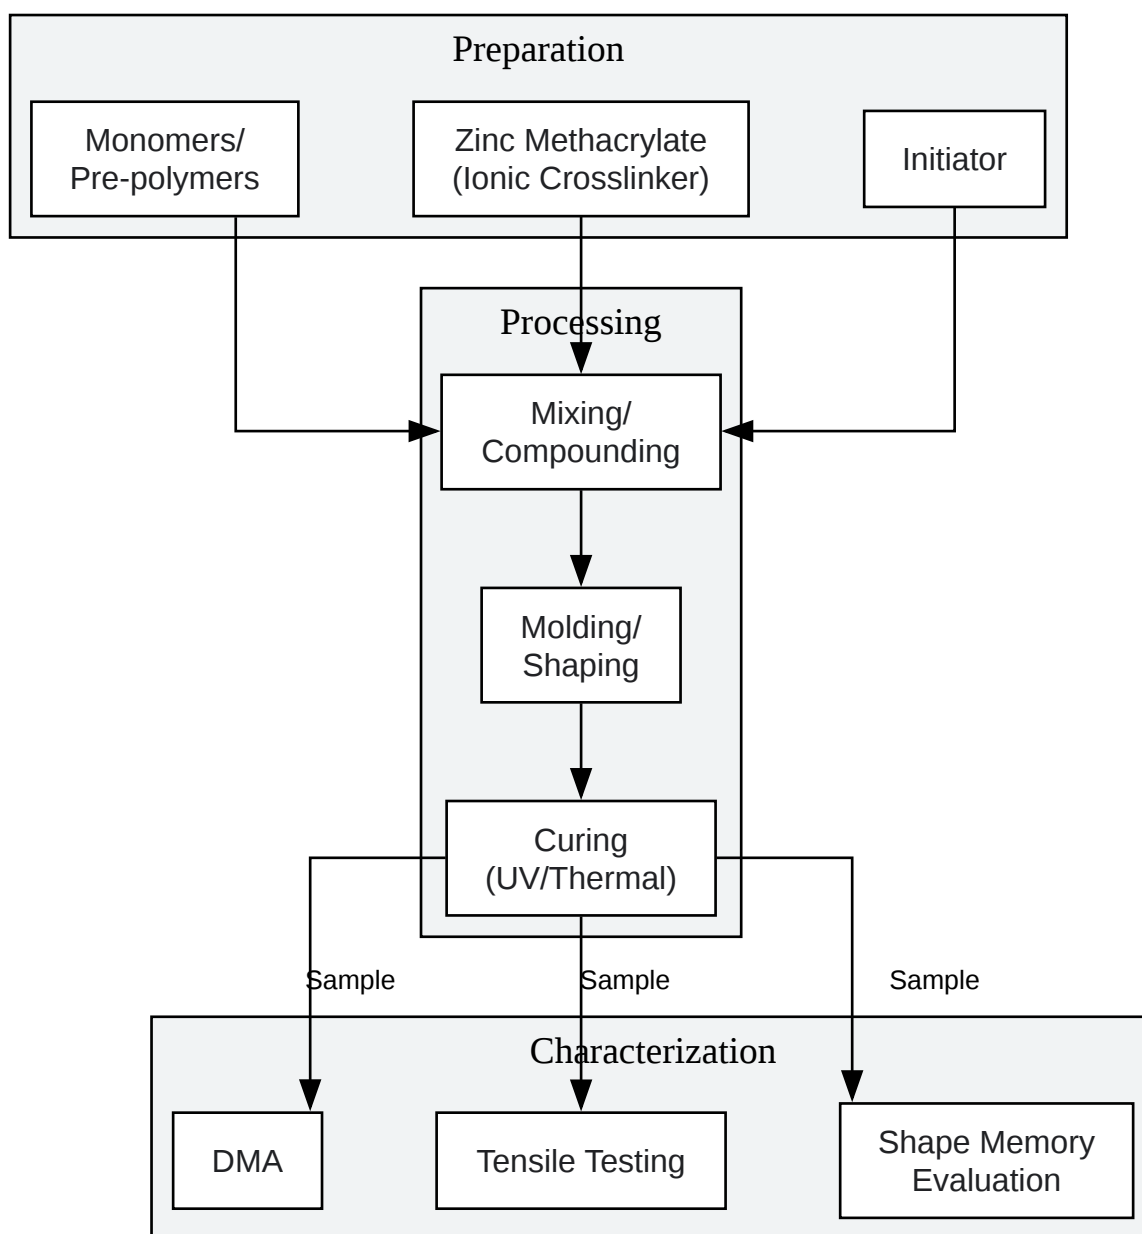 Preparation
Monomers/
Pre-polymers
Zinc Methacrylate
(Ionic Crosslinker)
Initiator
Processing
Mixing/
Compounding
Molding/
Shaping
Curing
(UV/Thermal)
Sample
Sample
Sample
Characterization
DMA
Tensile Testing
Shape Memory
Evaluation